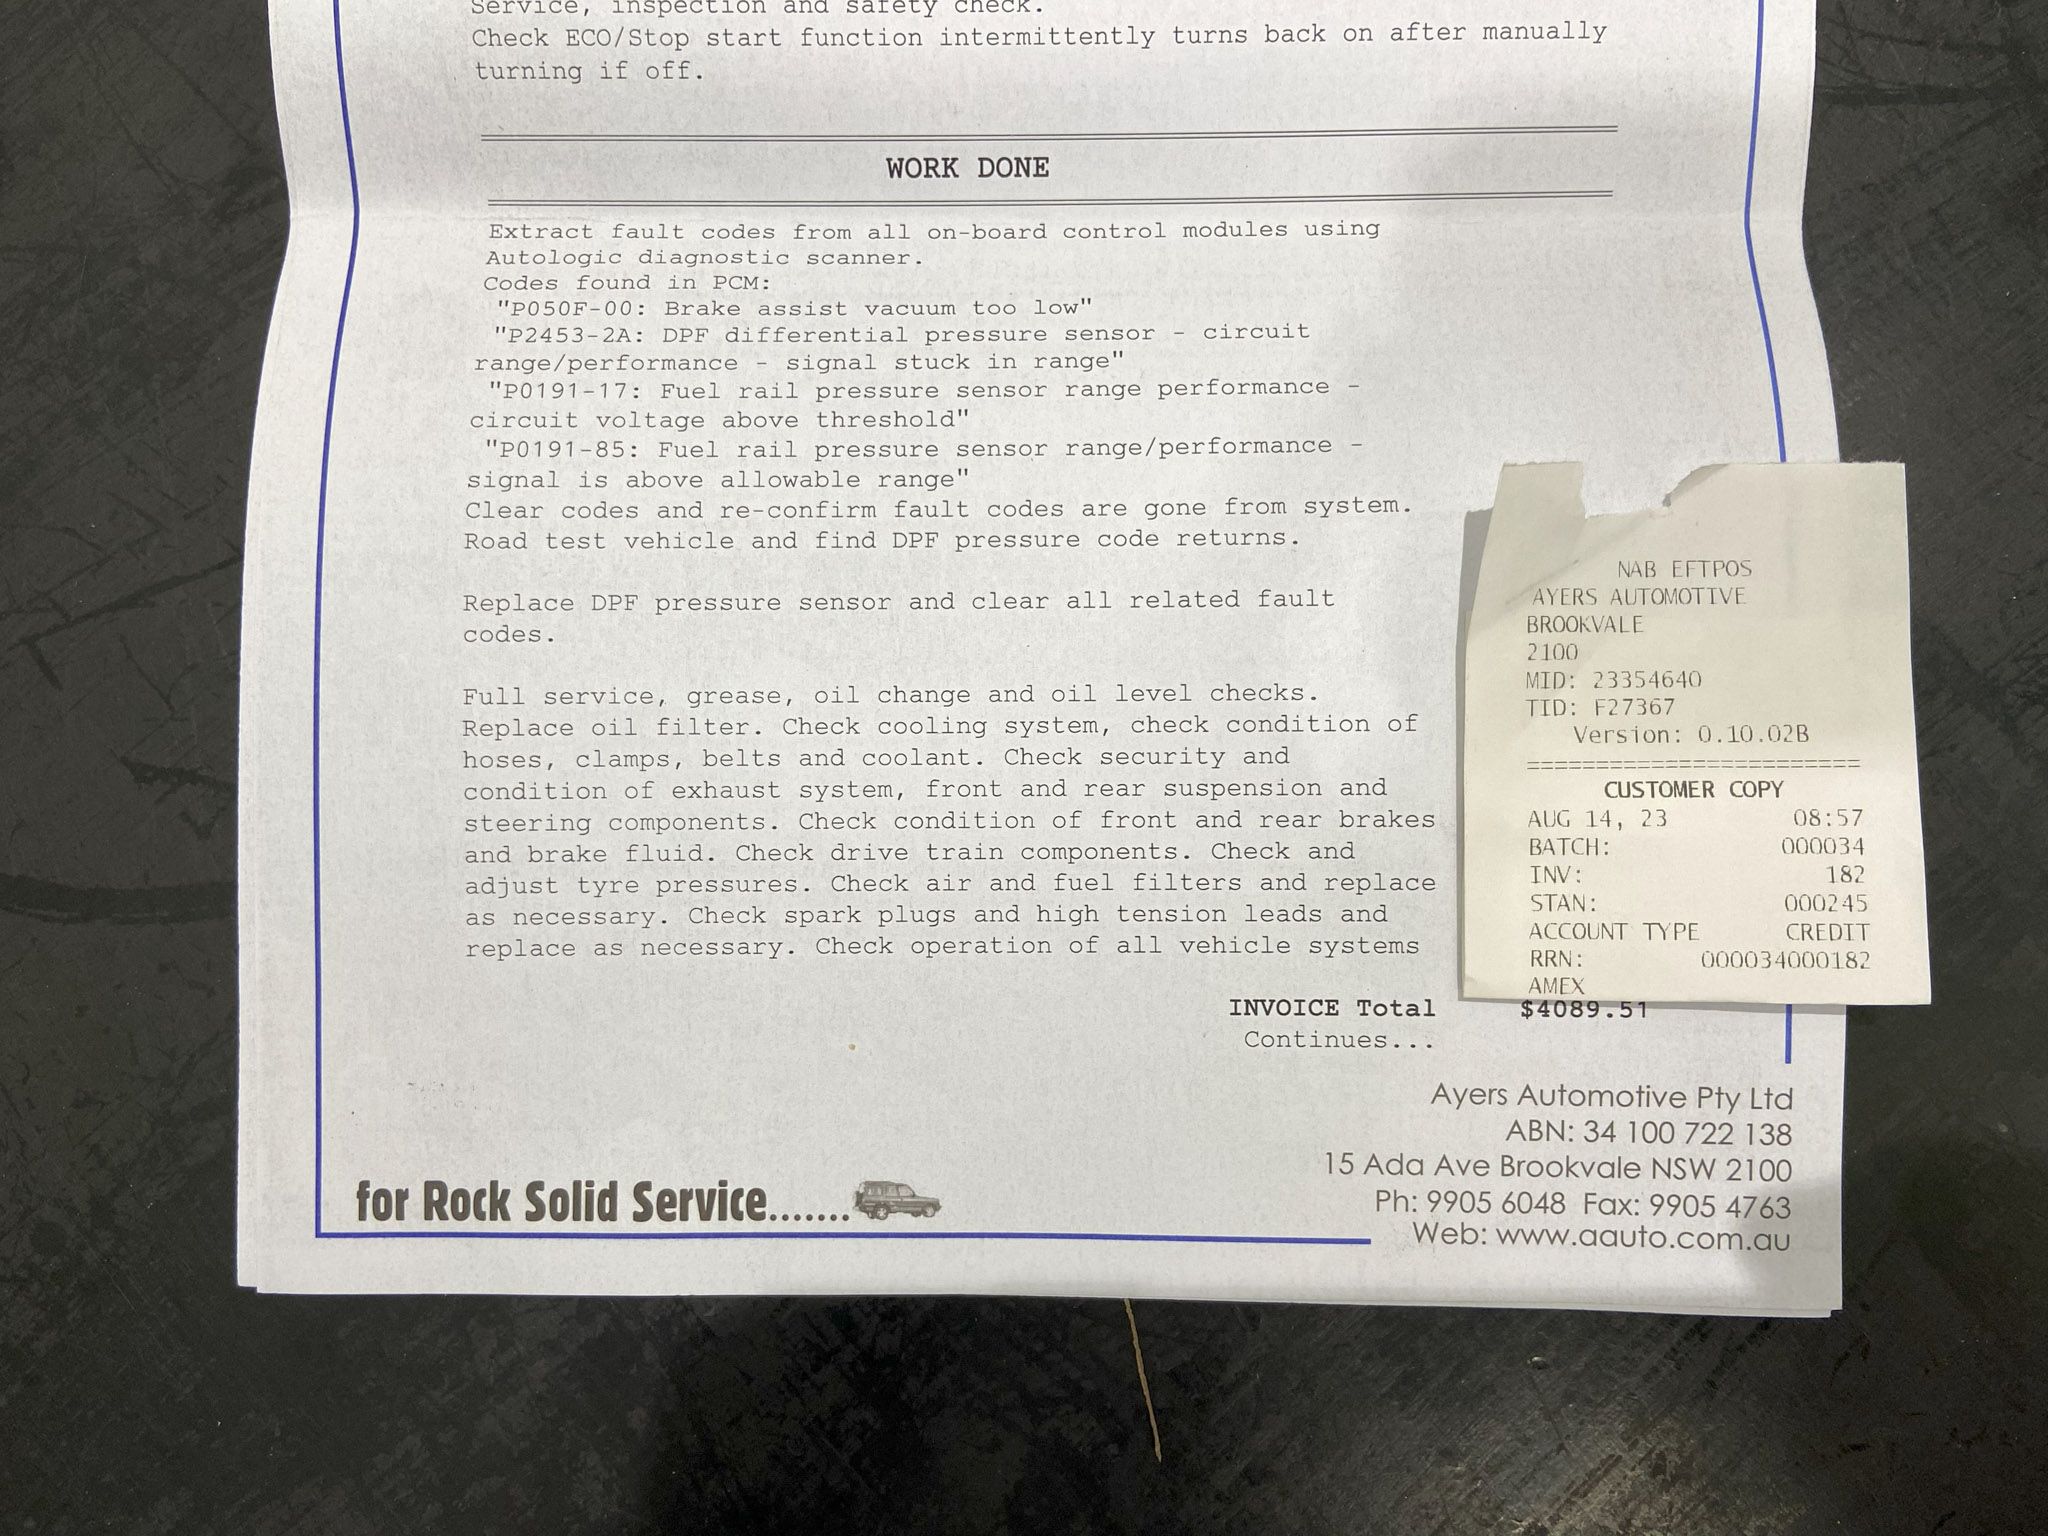 Service, inspection and safety check.
Check ECO/Stop start function intermittently turns back on after manually
turning if off.
WORK DONE
Extract fault codes from all on-board control modules using
Autologic diagnostic scanner.
Codes found in PCM:
"P050F-00: Brake assist vacuum too low"
"P2453-2A: DPF differential pressure sensor - circuit
range/performance - signal stuck in range"
"P0191-17: Fuel rail pressure sensor range performance -
circuit voltage above threshold"
"P0191-85: Fuel rail pressure sensor range/performance -
signal is above allowable range"
Clear codes and re-confirm fault codes are gone from system.
Road test vehicle and find DPF pressure code returns.
Replace DPF pressure sensor and clear all related fault
codes.
Full service, grease, oil change and oil level checks.
Replace oil filter. Check cooling system, check condition of
hoses, clamps, belts and coolant. Check security and
condition of exhaust system, front and rear suspension and
steering components. Check condition of front and rear brakes
and brake fluid. Check drive train components. Check and
adjust tyre pressures. Check air and fuel filters and replace
as necessary. Check spark plugs and high tension leads and
replace as necessary. Check operation of all vehicle systems
INVOICE Total $4089.51
Continues...
Ayers Automotive Pty Ltd
ABN: 34 100 722 138
15 Ada Ave Brookvale NSW 2100
Ph: 9905 6048 Fax: 9905 4763
Web: www.aauto.com.au
for Rock Solid Service.......
NAB EFTPOS
AYERS AUTOMOTIVE
BROOKVALE
2100
MID: 23354640
TID: F27367
Version: 0.10.02B
========================
CUSTOMER COPY
AUG 14, 23 08:57
BATCH: 000034
INV: 182
STAN: 000245
ACCOUNT TYPE CREDIT
RRN: 000034000182
AMEX